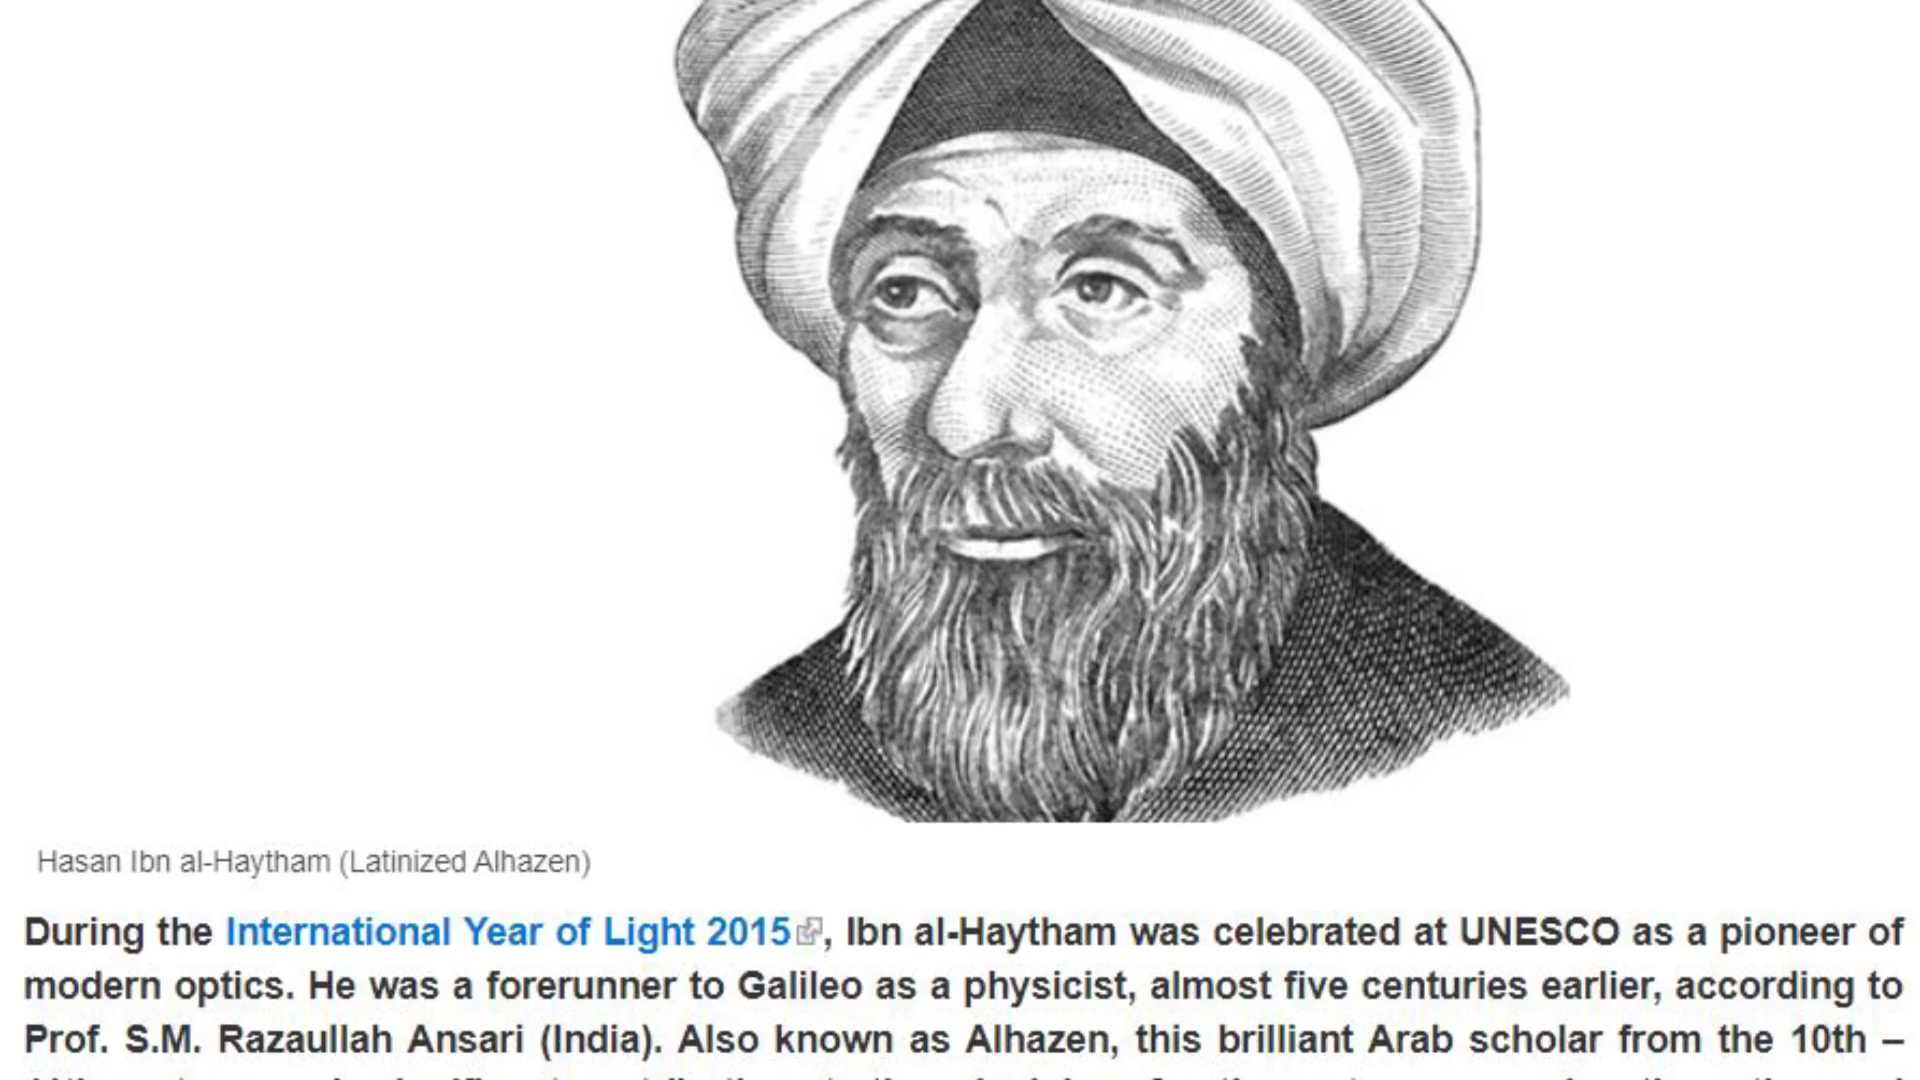 Hasan Ibn al-Haytham (Latinized Alhazen)
During the International Year of Light 2015, Ibn al-Haytham was celebrated at UNESCO as a pioneer of
modern optics. He was a forerunner to Galileo as a physicist, almost five centuries earlier, according to
Prof. S.M. Razaullah Ansari (India). Also known as Alhazen, this brilliant Arab scholar from the 10th –